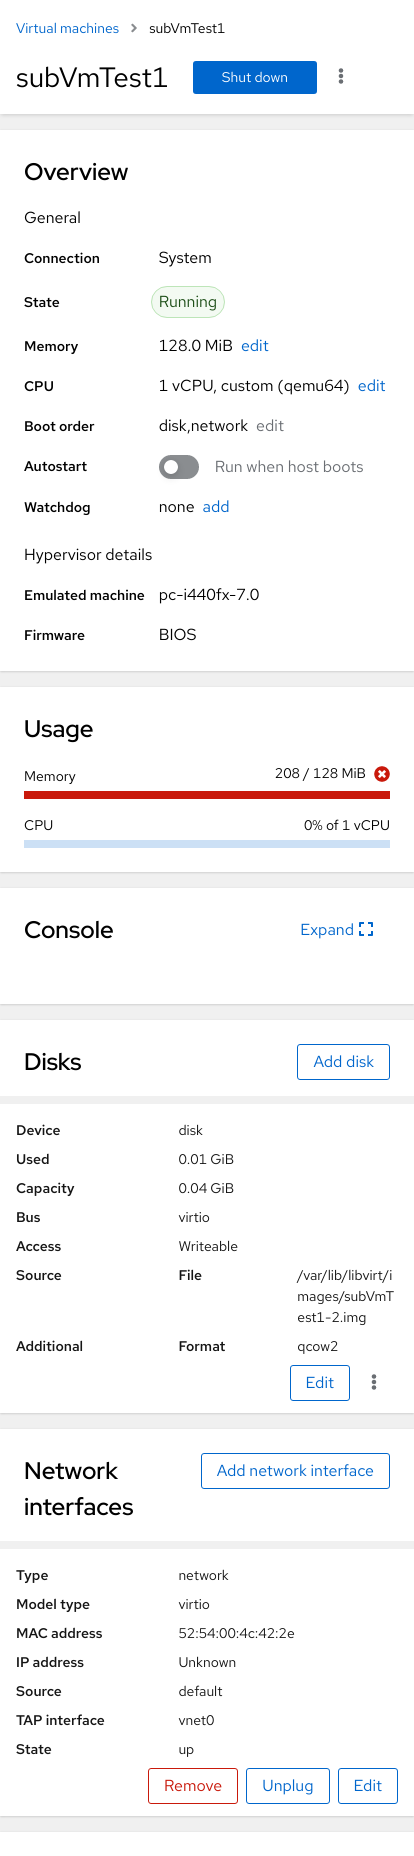 Virtual machines > subVmTest1
subVmTest1 Shut down
Overview
General
Connection System
State Running
Memory 128.0 MiB edit
CPU 1 vCPU, custom (qemu64) edit
Boot order disk,network edit
Autostart Run when host boots
Watchdog none add
Hypervisor details
Emulated machine pc-i440fx-7.0
Firmware BIOS
Usage
Memory 208 / 128 MiB
CPU 0% of 1 vCPU
Console Expand
Disks Add disk
Device disk
Used 0.01 GiB
Capacity 0.04 GiB
Bus virtio
Access Writeable
Source File /var/lib/libvirt/i
mages/subVmT
est1-2.img
Additional Format qcow2
Edit
Network Add network interface
interfaces
Type network
Model type virtio
MAC address 52:54:00:4c:42:2e
IP address Unknown
Source default
TAP interface vnet0
State up
Remove Unplug Edit